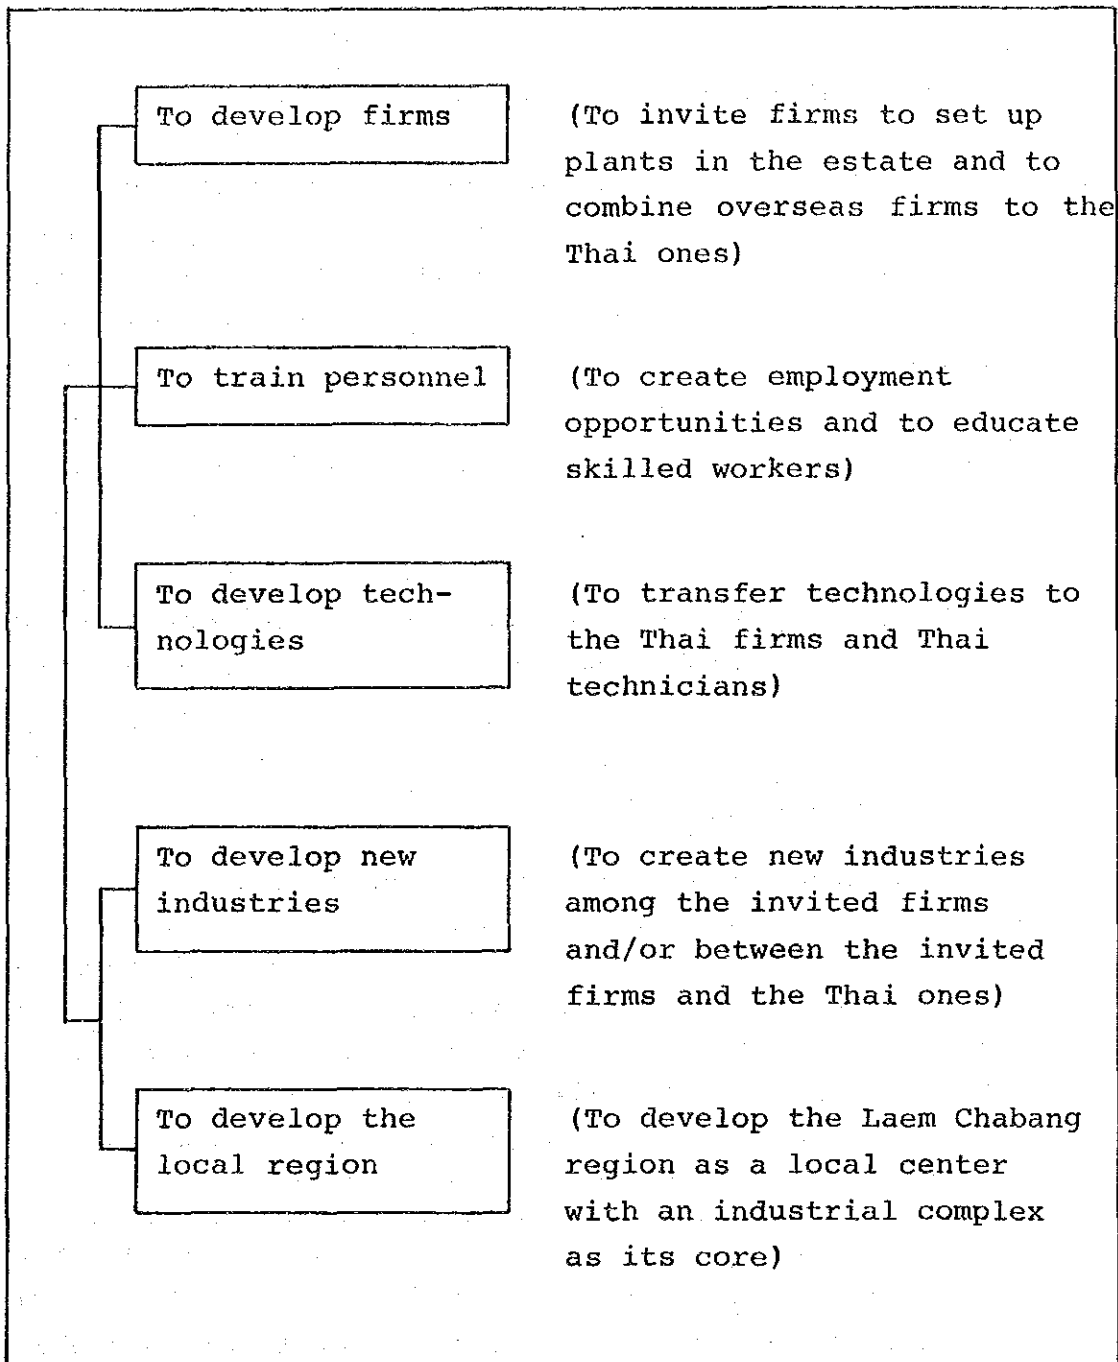 To develop firms
(To invite firms to set up
plants in the estate and to
combine overseas firms to the
Thai ones)
To train personnel
(To create employment
opportunities and to educate
skilled workers)
To develop tech-
nologies
(To transfer technologies to
the Thai firms and Thai
technicians)
To develop new
industries
(To create new industries
among the invited firms
and/or between the invited
firms and the Thai ones)
To develop the
local region
(To develop the Laem Chabang
region as a local center
with an industrial complex
as its core)